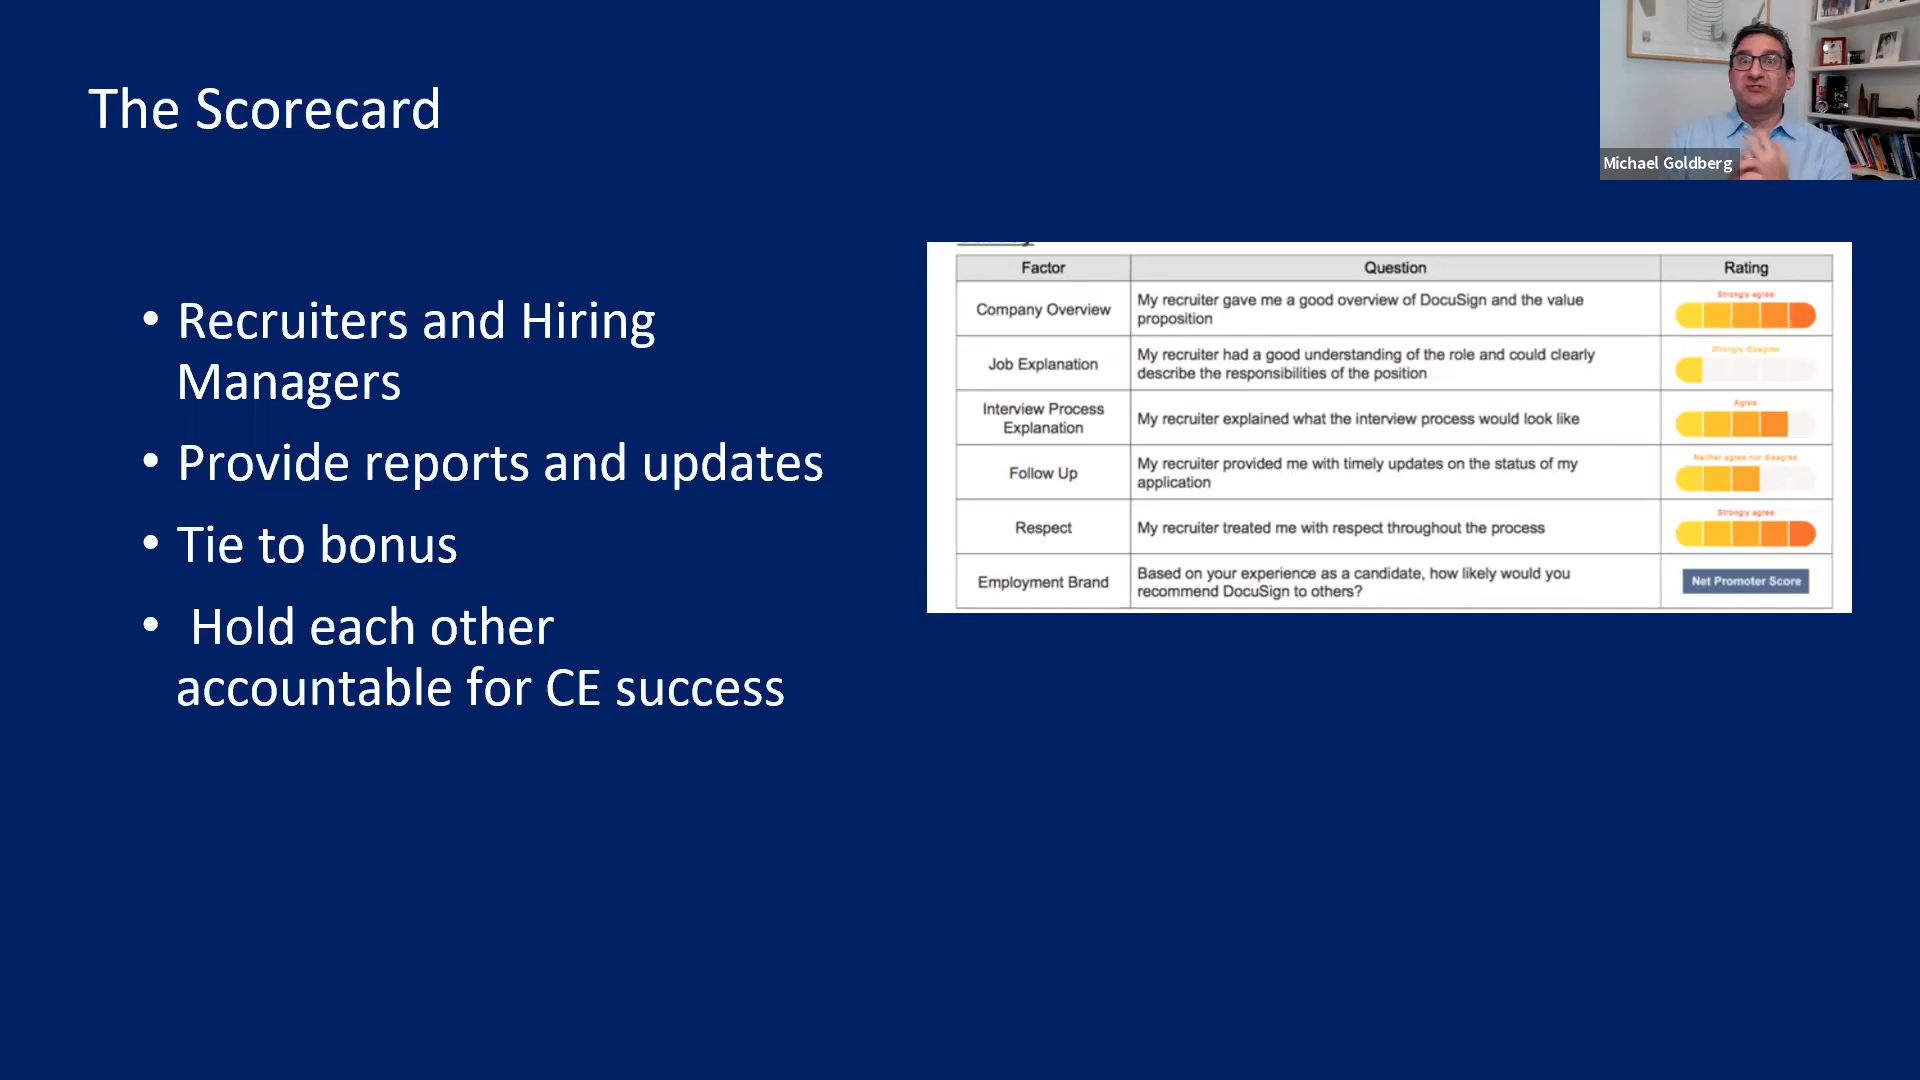 The Scorecard
Michael Goldberg
• Recruiters and Hiring
Managers
• Provide reports and updates
• Tie to bonus
• Hold each other
accountable for CE success
Factor Question Rating
Company Overview
My recruiter gave me a good overview of DocuSign and the value
proposition
Strongly agree
Job Explanation
My recruiter had a good understanding of the role and could clearly
describe the responsibilities of the position
Strongly disagree
Interview Process
Explanation
My recruiter explained what the interview process would look like
Agree
Follow Up
My recruiter provided me with timely updates on the status of my
application
Neither agree nor disagree
Respect
My recruiter treated me with respect throughout the process
Strongly agree
Employment Brand
Based on your experience as a candidate, how likely would you
recommend DocuSign to others?
Net Promoter Score